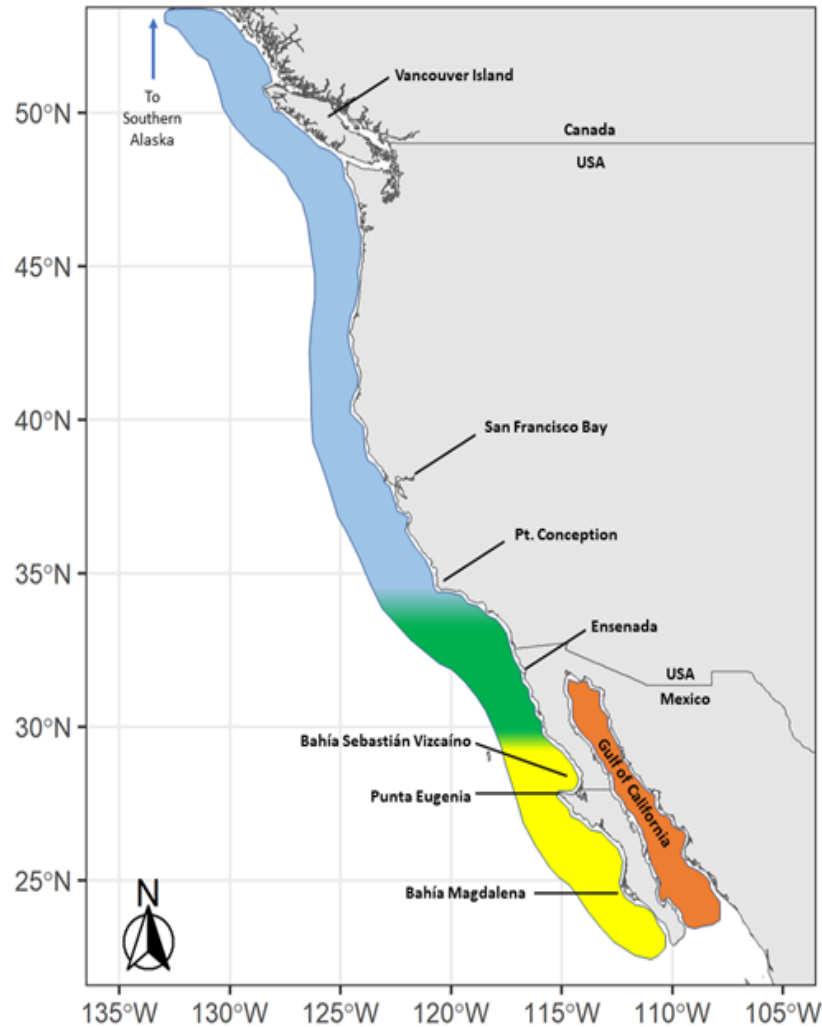 Vancouver Island
To
Southern
Alaska
50°N
Canada
USA
45°N
40°N
San Francisco Bay
Pt. Conception
35°N
Ensenada
USA
Mexico
30°N
Bahía Sebastián Vizcaíno
Gulf of California
Punta Eugenia
25°N
Bahía Magdalena
N
135°W 130°W 125°W 120°W 115°W 110°W 105°W